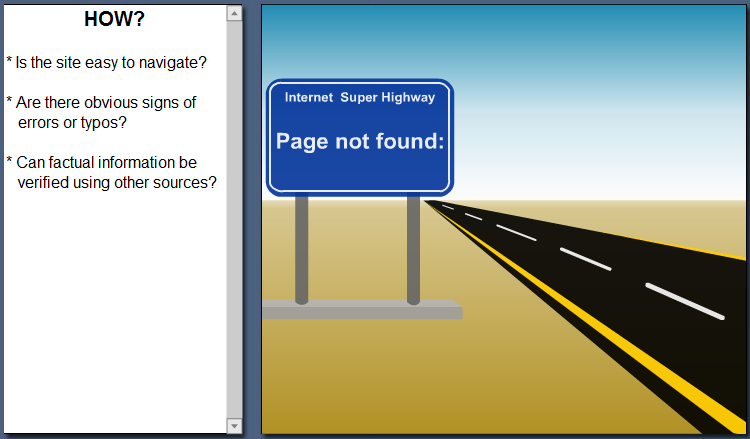 HOW?
* Is the site easy to navigate?
* Are there obvious signs of
errors or typos?
* Can factual information be
verified using other sources?
Internet Super Highway
Page not found: